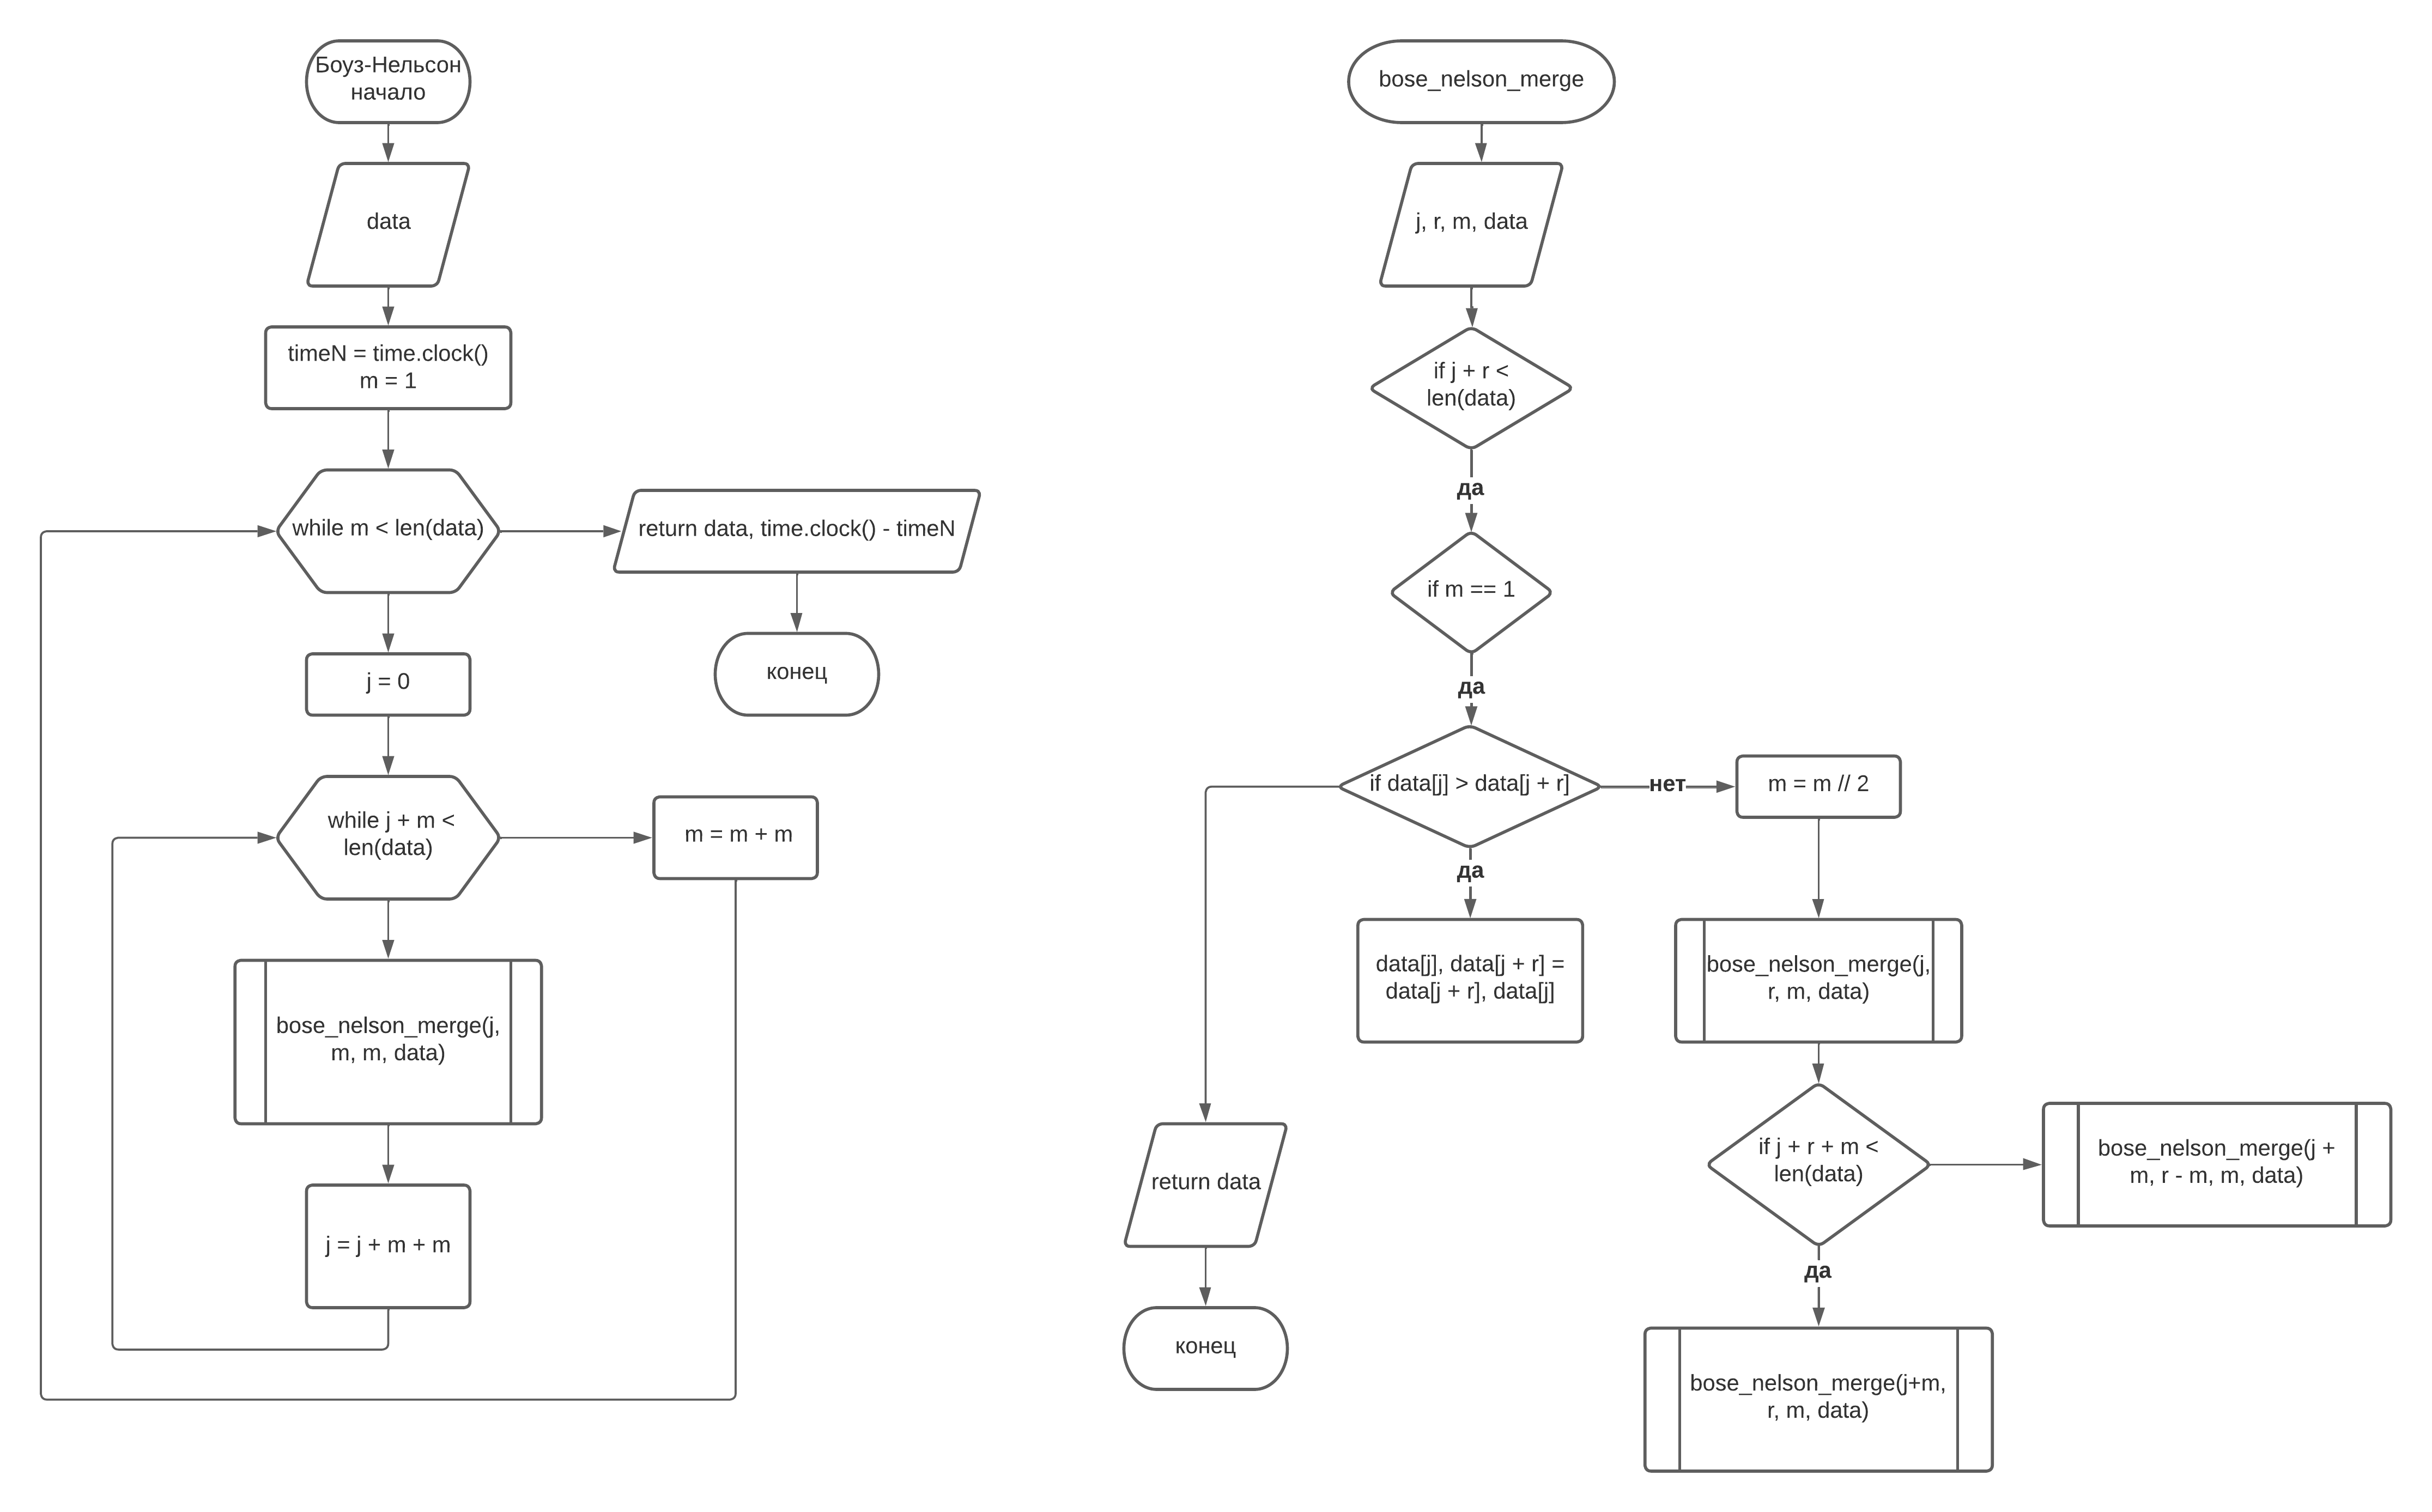 Боуз-Нельсон
начало
data
timeN = time.clock()
m = 1
while m < len(data)
return data, time.clock() - timeN
конец
j = 0
while j + m <
len(data)
m = m + m
bose_nelson_merge(j,
m, m, data)
j = j + m + m
bose_nelson_merge
j, r, m, data
if j + r <
len(data)
да
if m == 1
да
if data[j] > data[j + r]
нет
m = m // 2
да
data[j], data[j + r] =
data[j + r], data[j]
bose_nelson_merge(j,
r, m, data)
if j + r + m <
len(data)
bose_nelson_merge(j +
m, r - m, m, data)
return data
да
конец
bose_nelson_merge(j+m,
r, m, data)